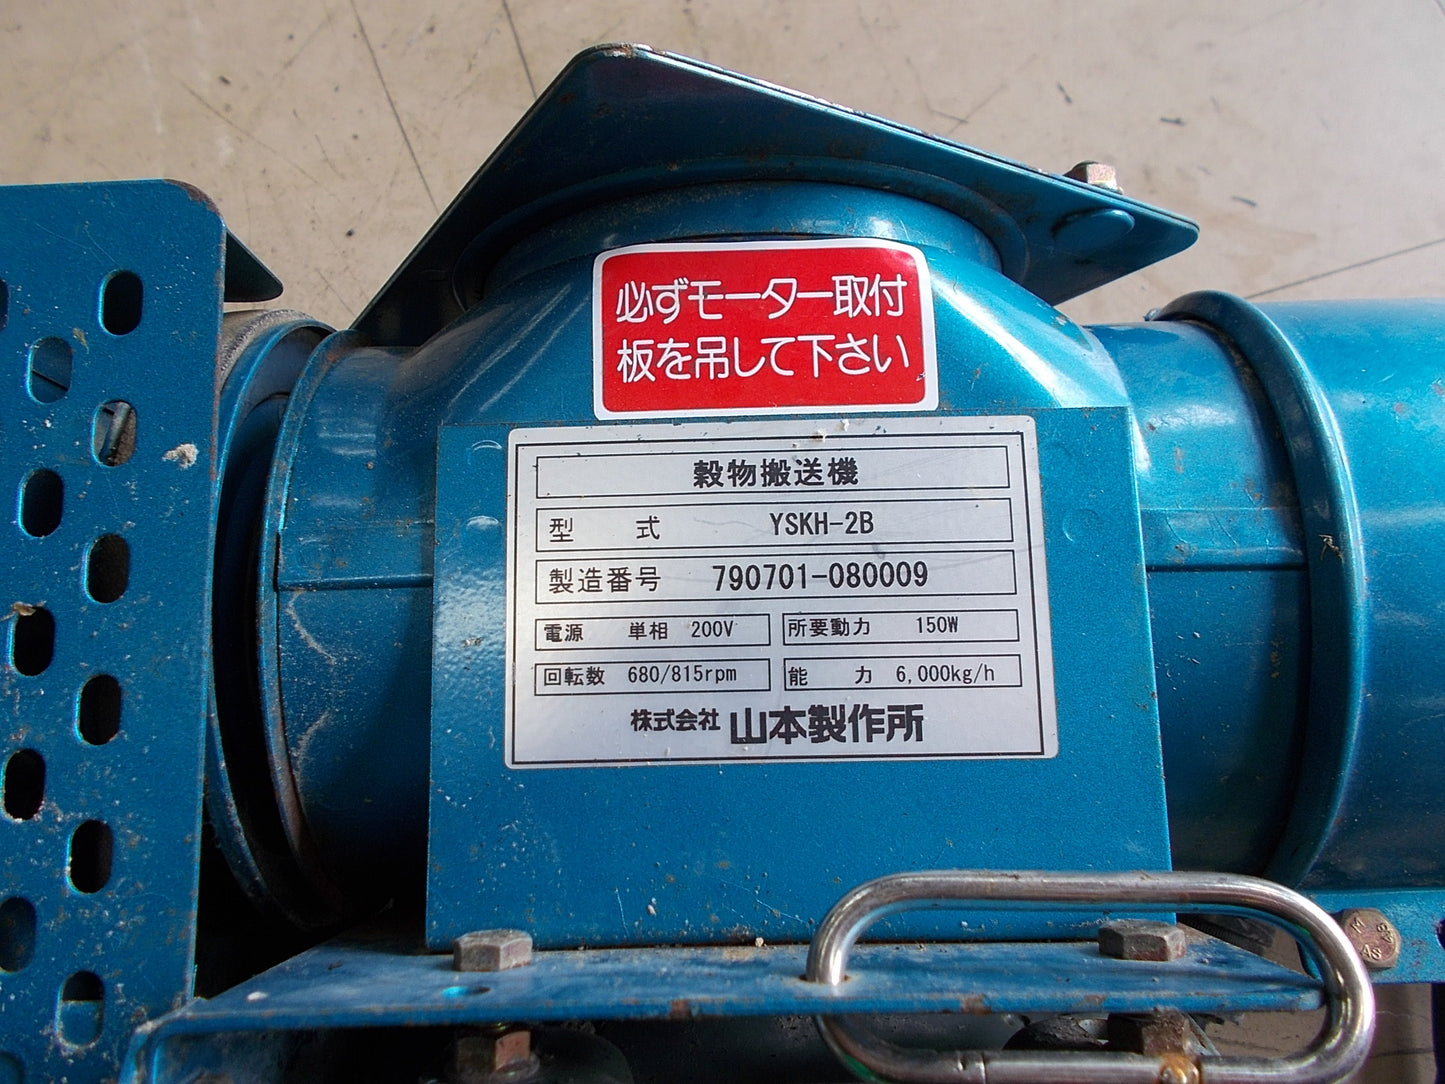 必ずモーター取付
板を吊して下さい
穀物搬送機
型 式 YSKH-2B
製造番号 790701-080009
電源 単相 200V 所要動力 150W
回転数 680/815rpm 能 力 6,000kg/h
株式会社 山本製作所